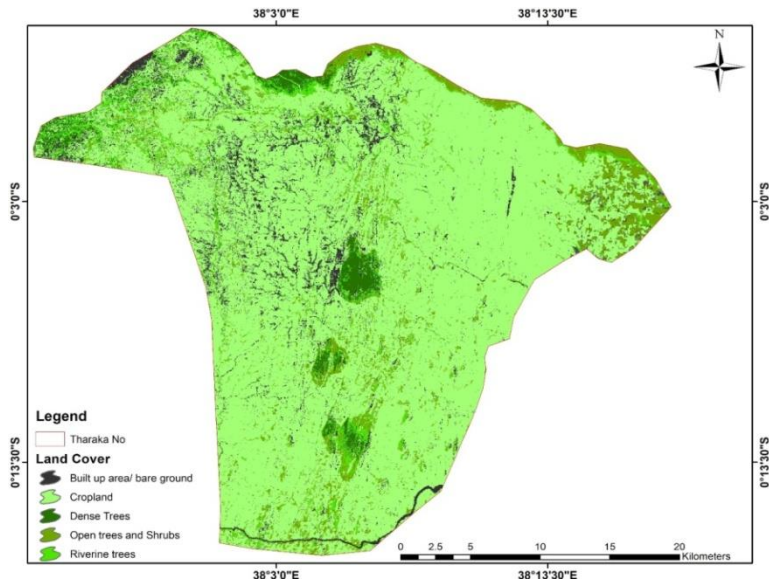 38°3'0"E 38°13'30"E
N
0°3'0"S 0°3'0"S
0°13'30"S 0°13'30"S
Legend
Tharaka No
Land Cover
Built up area/ bare ground
Cropland
Dense Trees
Open trees and Shrubs
Riverine trees
0 2.5 5 10 15 20
Kilometers
38°3'0"E 38°13'30"E